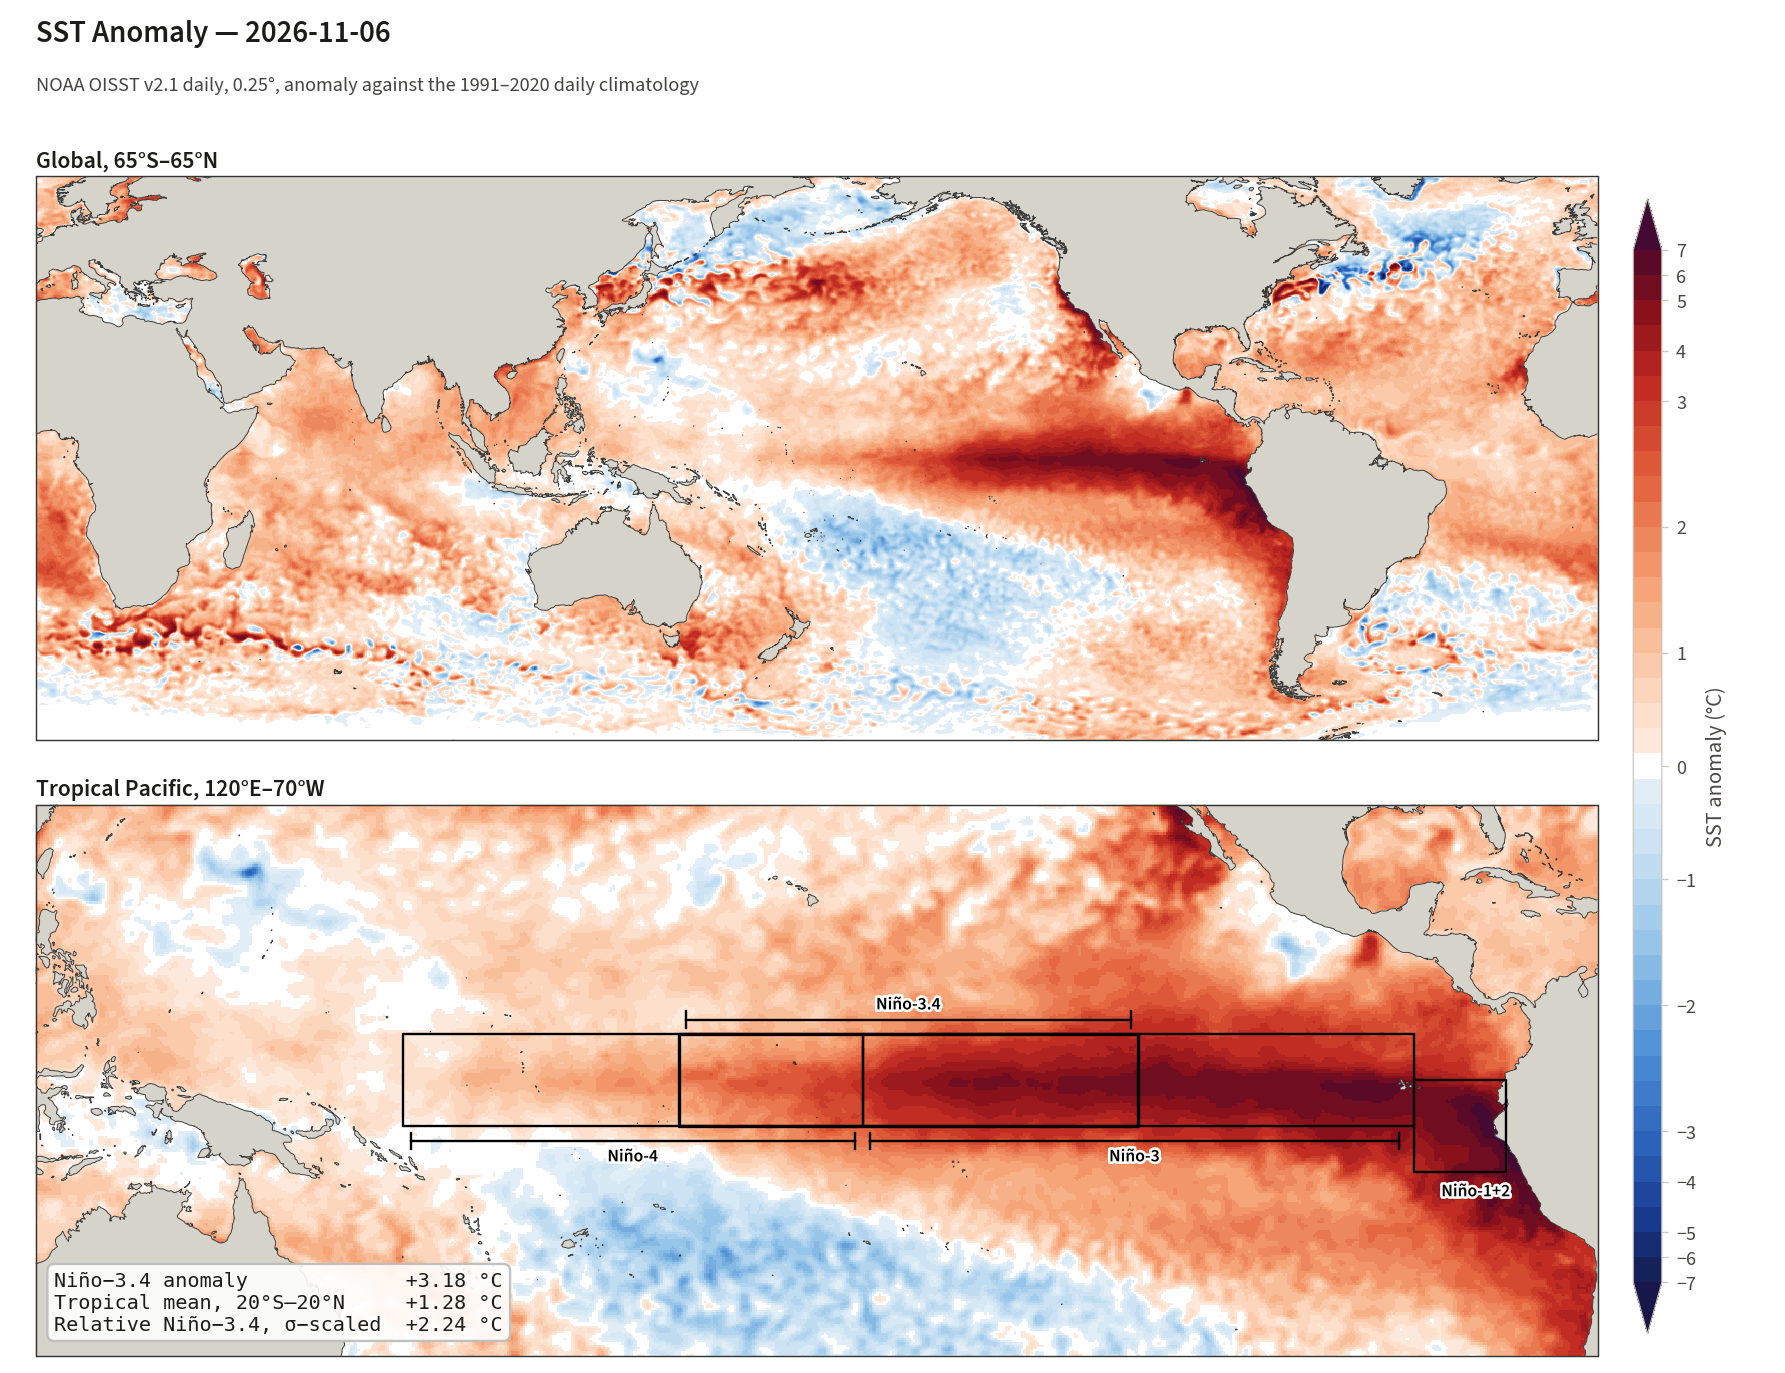 SST Anomaly — 2026-11-06
NOAA OISST v2.1 daily, 0.25°, anomaly against the 1991–2020 daily climatology
Global, 65°S–65°N
Tropical Pacific, 120°E–70°W
Niño-3.4
Niño-4
Niño-3
Niño-1+2
Niño−3.4 anomaly +3.18 °C
Tropical mean, 20°S–20°N +1.28 °C
Relative Niño−3.4, σ−scaled +2.24 °C
7
6
5
4
3
2
1
0
−1
−2
−3
−4
−5
−6
−7
SST anomaly (°C)